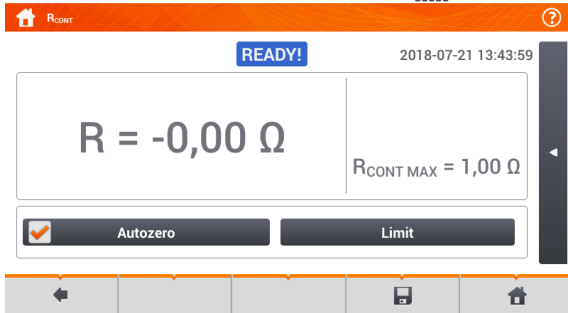 RCONT
?
READY!
2018-07-21 13:43:59
R = -0,00 Ω
RCONT MAX = 1,00 Ω
Autozero
Limit